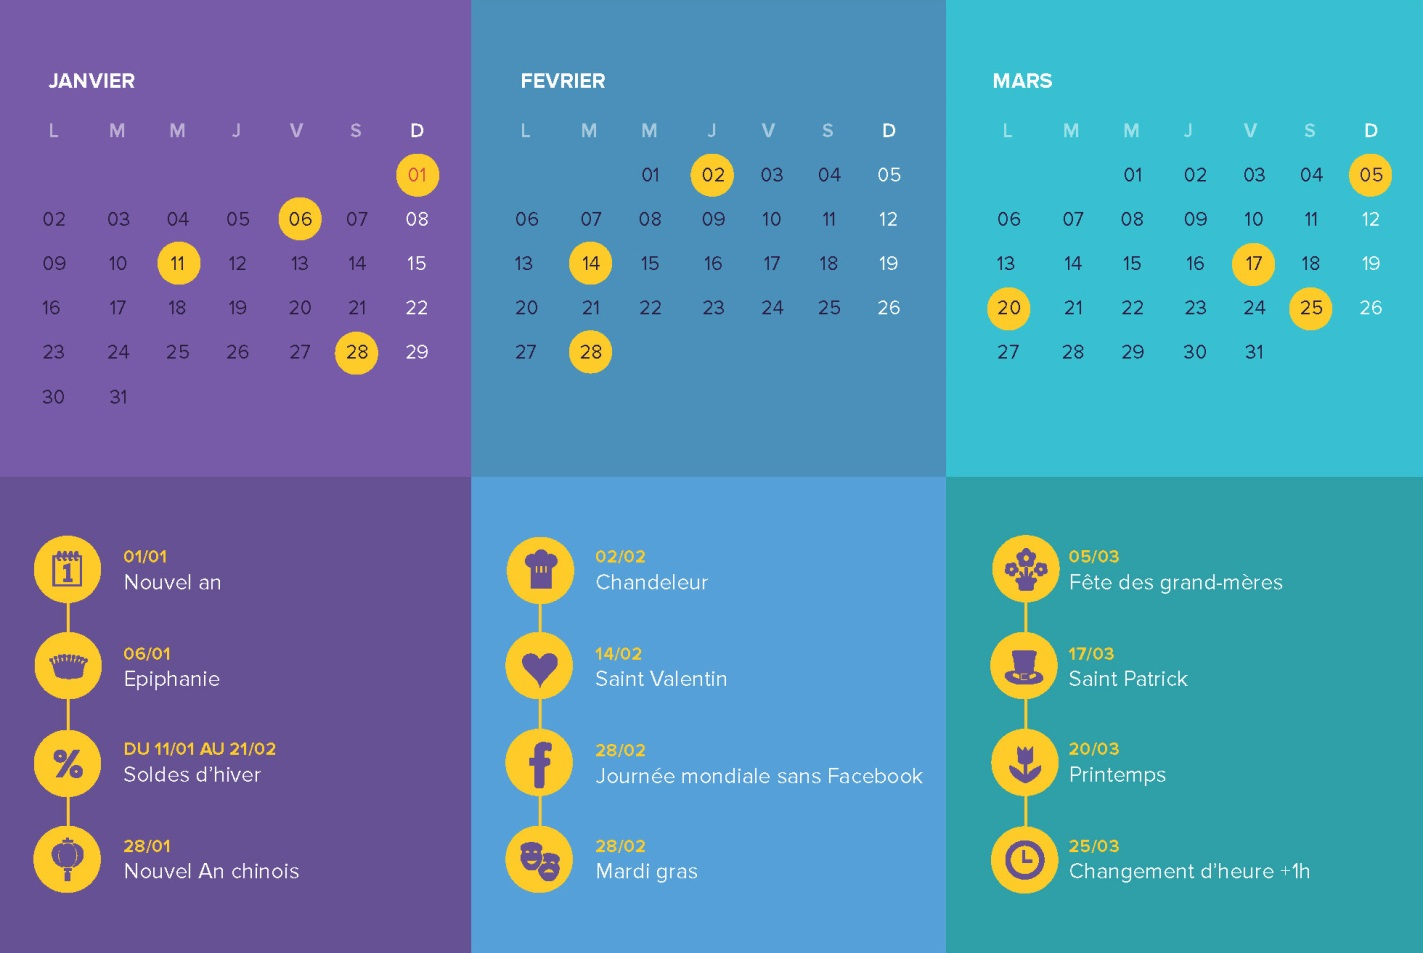 JANVIER
L M M J V S D
01
02 03 04 05 06 07 08
09 10 11 12 13 14 15
16 17 18 19 20 21 22
23 24 25 26 27 28 29
30 31
FEVRIER
L M M J V S D
01 02 03 04 05
06 07 08 09 10 11 12
13 14 15 16 17 18 19
20 21 22 23 24 25 26
27 28
MARS
L M M J V S D
01 02 03 04 05
06 07 08 09 10 11 12
13 14 15 16 17 18 19
20 21 22 23 24 25 26
27 28 29 30 31
1
01/01
Nouvel an
06/01
Epiphanie
%
DU 11/01 AU 21/02
Soldes d’hiver
28/01
Nouvel An chinois
02/02
Chandeleur
14/02
Saint Valentin
f
28/02
Journée mondiale sans Facebook
28/02
Mardi gras
05/03
Fête des grand-mères
17/03
Saint Patrick
20/03
Printemps
25/03
Changement d’heure +1h